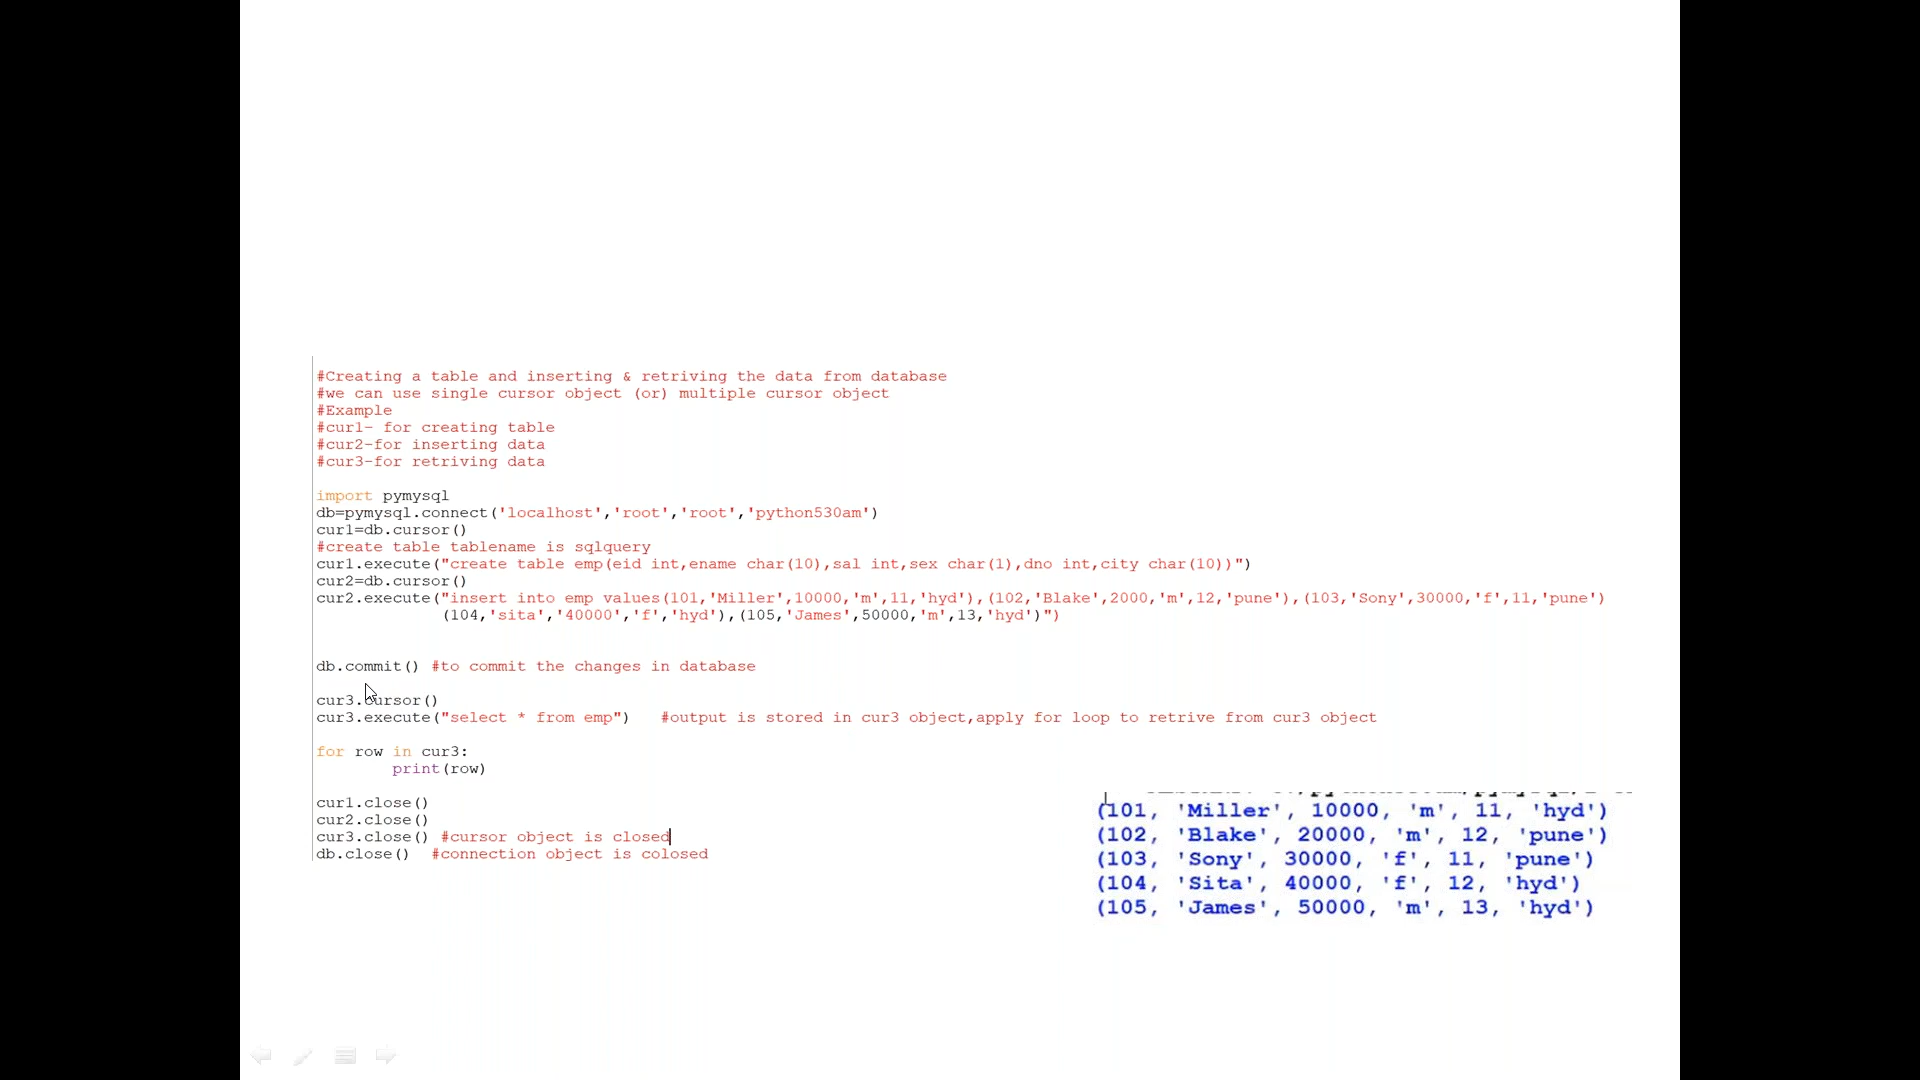 #Creating a table and inserting & retriving the data from database
#we can use single cursor object (or) multiple cursor object
#Example
#cur1- for creating table
#cur2-for inserting data
#cur3-for retriving data
import pymysql
db=pymysql.connect('localhost','root','root','python530am')
cur1=db.cursor()
#create table tablename is sqlquery
cur1.execute("create table emp(eid int,ename char(10),sal int,sex char(1),dno int,city char(10))")
cur2=db.cursor()
cur2.execute("insert into emp values(101,'Miller',10000,'m',11,'hyd'),(102,'Blake',2000,'m',12,'pune'),(103,'Sony',30000,'f',11,'pune')
(104,'sita','40000','f','hyd'),(105,'James',50000,'m',13,'hyd')")
db.commit() #to commit the changes in database
cur3.cursor()
cur3.execute("select * from emp") #output is stored in cur3 object,apply for loop to retrive from cur3 object
for row in cur3:
print(row)
cur1.close()
cur2.close()
cur3.close() #cursor object is closed
db.close() #connection object is colosed
(101, 'Miller', 10000, 'm', 11, 'hyd')
(102, 'Blake', 20000, 'm', 12, 'pune')
(103, 'Sony', 30000, 'f', 11, 'pune')
(104, 'Sita', 40000, 'f', 12, 'hyd')
(105, 'James', 50000, 'm', 13, 'hyd')